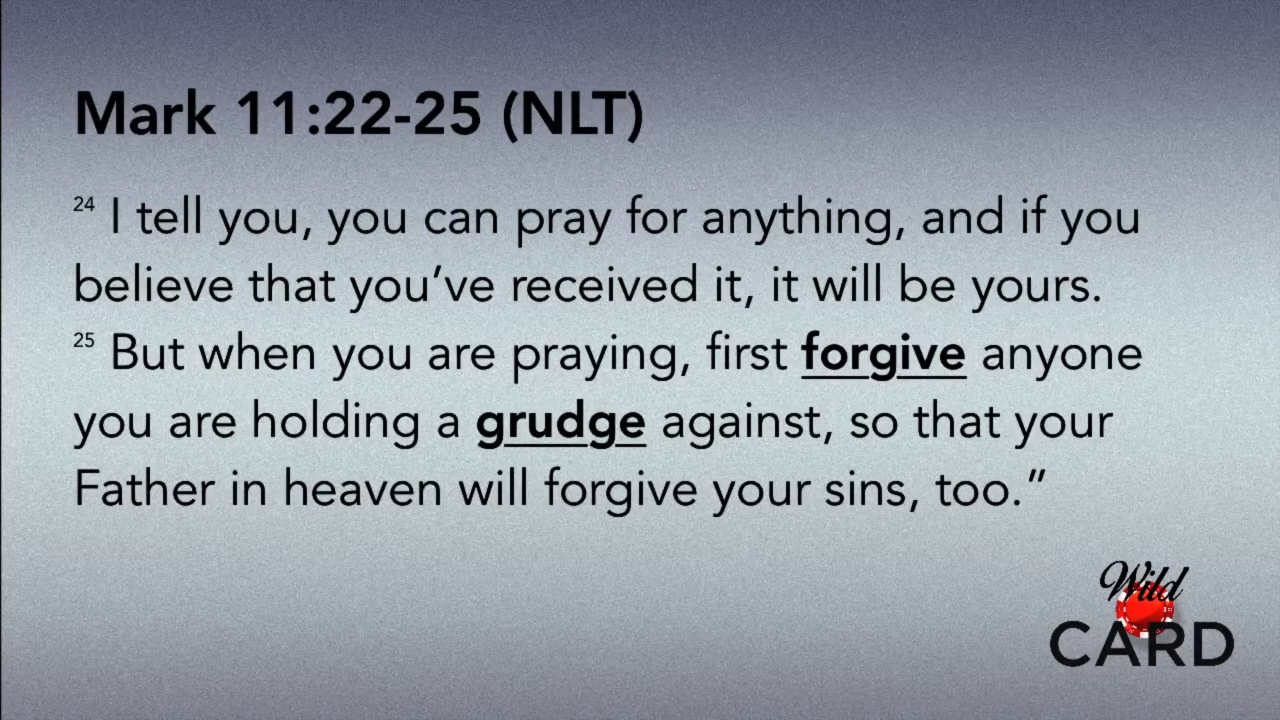 Mark 11:22-25 (NLT)
24 I tell you, you can pray for anything, and if you
believe that you’ve received it, it will be yours.
25 But when you are praying, first forgive anyone
you are holding a grudge against, so that your
Father in heaven will forgive your sins, too.”
Wild
CARD